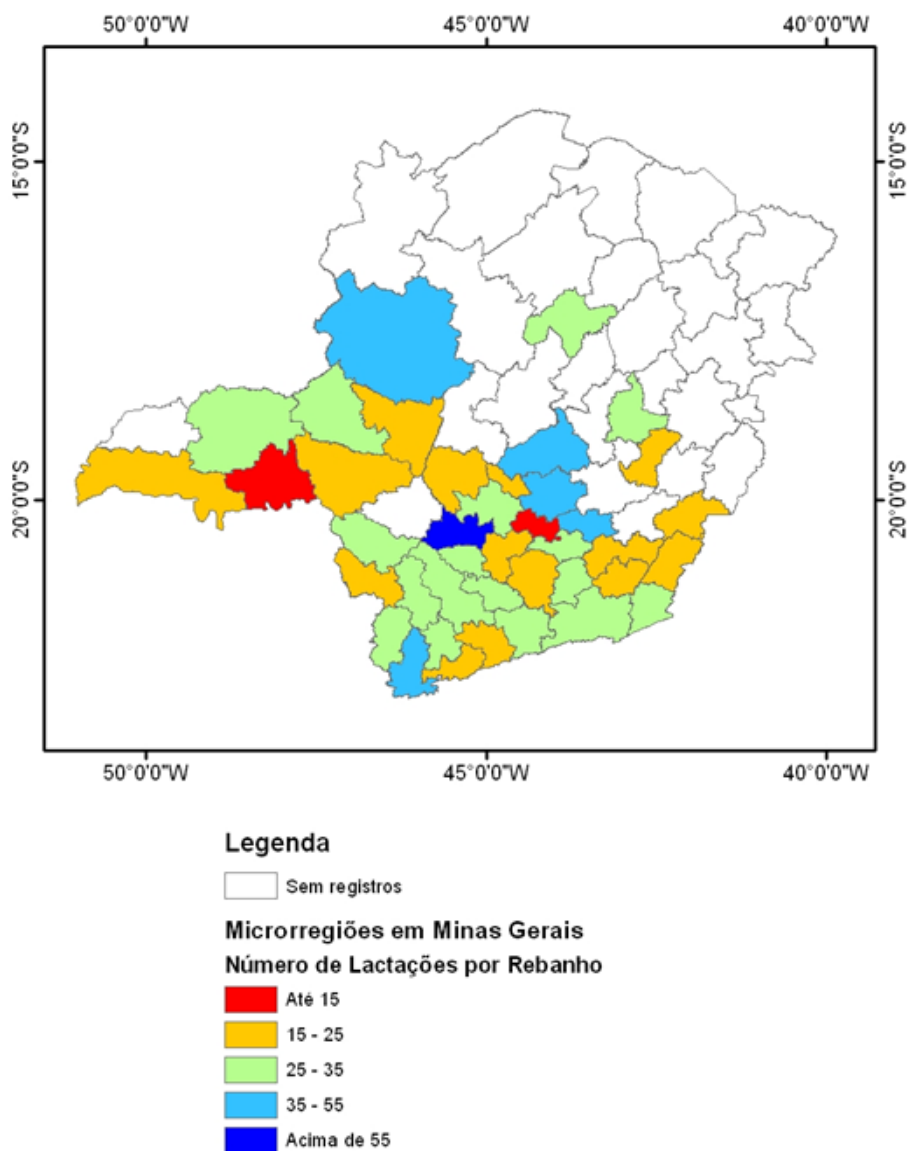 50°0'0"W 45°0'0"W 40°0'0"W
15°0'0"S 15°0'0"S
20°0'0"S 20°0'0"S
50°0'0"W 45°0'0"W 40°0'0"W
Legenda
Sem registros
Microrregiões em Minas Gerais
Número de Lactações por Rebanho
Até 15
15 - 25
25 - 35
35 - 55
Acima de 55